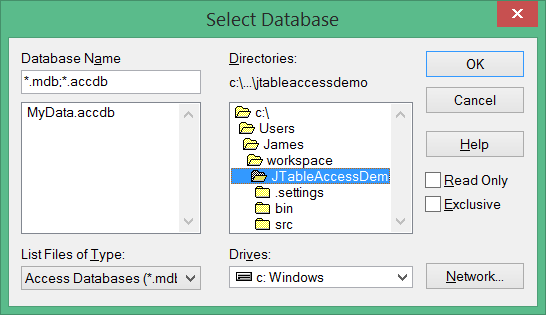 Select Database
Database Name
*.mdb;*.accdb
MyData.accdb
List Files of Type:
Access Databases (*.mdb
Directories:
c:\...\jtableaccessdemo
c:\
Users
James
workspace
JTableAccessDem
.settings
bin
src
Drives:
c: Windows
OK
Cancel
Help
Read Only
Exclusive
Network...